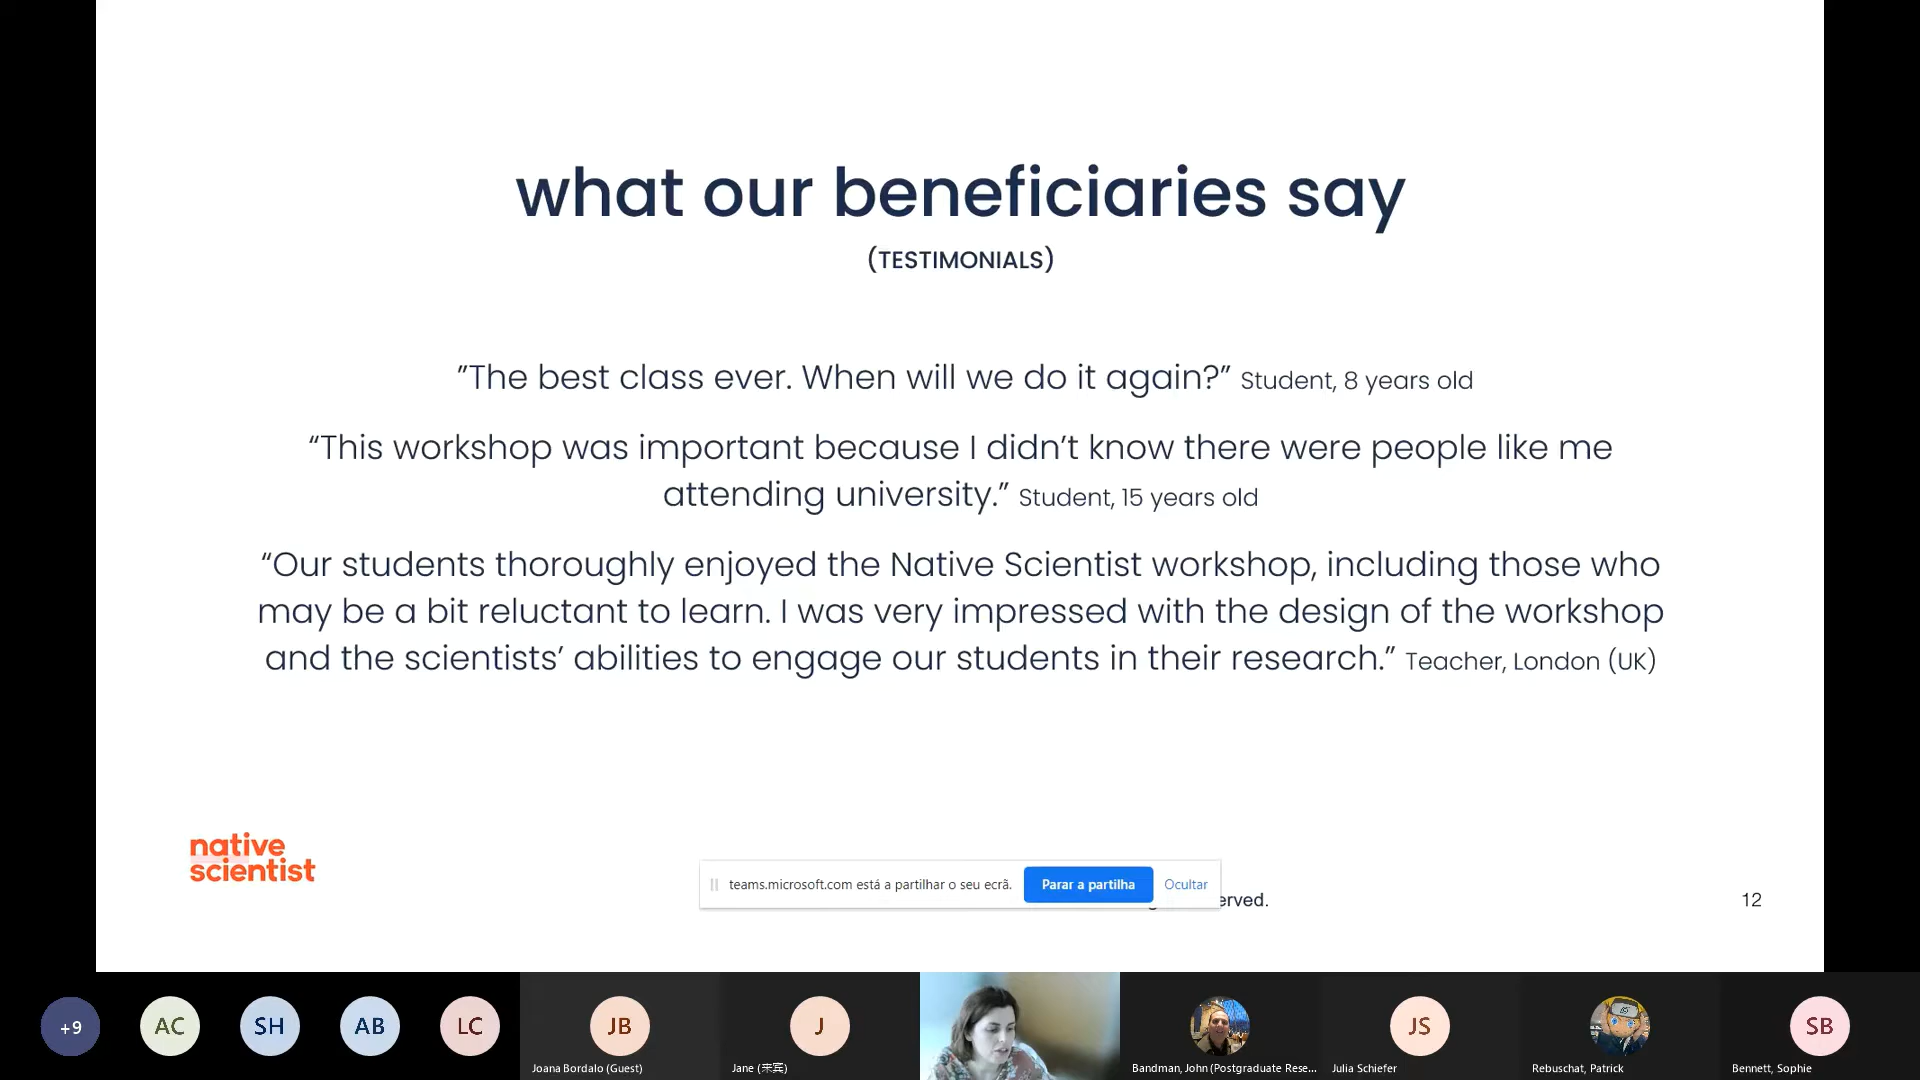 what our beneficiaries say
(TESTIMONIALS)
”The best class ever. When will we do it again?” Student, 8 years old
“This workshop was important because I didn’t know there were people like me
attending university.” Student, 15 years old
“Our students thoroughly enjoyed the Native Scientist workshop, including those who
may be a bit reluctant to learn. I was very impressed with the design of the workshop
and the scientists’ abilities to engage our students in their research.” Teacher, London (UK)
native
scientist
teams.microsoft.com está a partilhar o seu ecrã. Parar a partilha Ocultar
erved.
12
+9 AC SH AB LC JB J JS SB
Joana Bordalo (Guest) Jane (宋宾) Bandman, John (Postgraduate Rese... Julia Schiefer Rebuschat, Patrick Bennett, Sophie